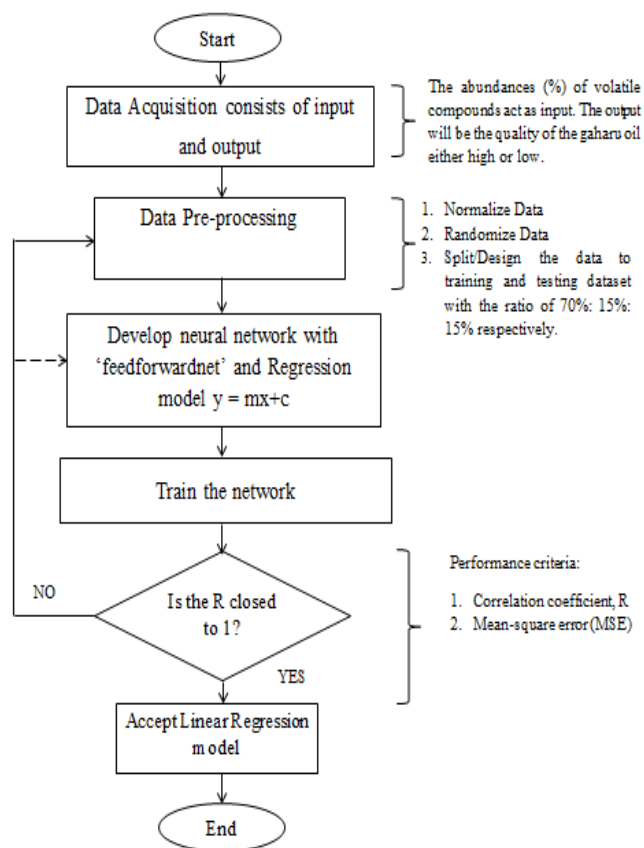 Start
Data Acquisition consists of input
and output
The abundances (%) of volatile
compounds act as input. The output
will be the quality of the gaharu oil
either high or low.
Data Pre-processing
1. Normalize Data
2. Randomize Data
3. Split/Design the data to
training and testing dataset
with the ratio of 70%: 15%:
15% respectively.
Develop neural network with
‘feedforwardnet’ and Regression
model y = mx+c
Train the network
Is the R closed
to 1?
NO
YES
Performance criteria:
1. Correlation coefficient, R
2. Mean-square error (MSE)
Accept Linear Regression
model
End